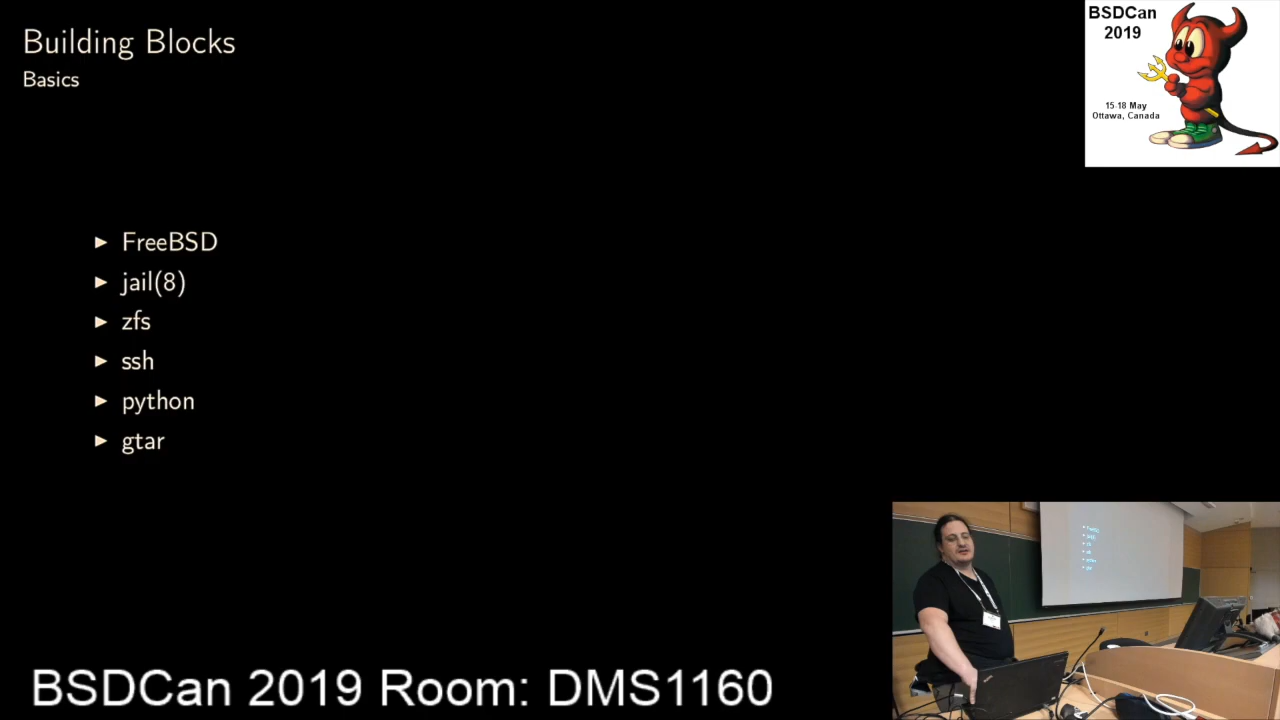 Building Blocks
Basics
BSDCan
2019
15-18 May
Ottawa, Canada
► FreeBSD
► jail(8)
► zfs
► ssh
► python
► gtar
BSDCan 2019 Room: DMS1160